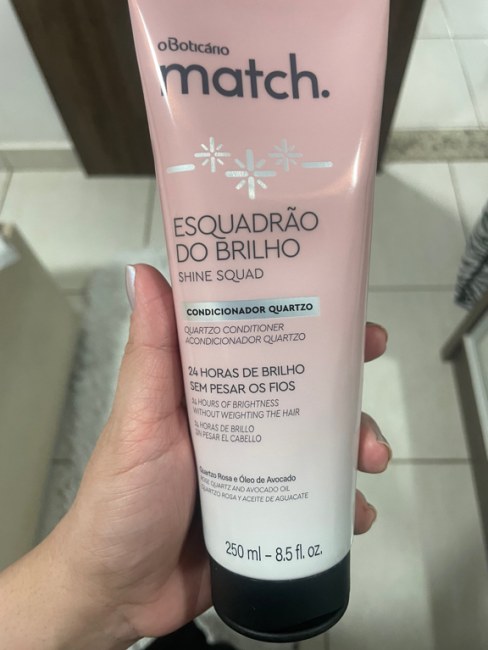 oBoticário
match.
ESQUADRÃO
DO BRILHO
SHINE SQUAD
CONDICIONADOR QUARTZO
QUARTZO CONDITIONER
ACONDICIONADOR QUARTZO
24 HORAS DE BRILHO
SEM PESAR OS FIOS
24 HOURS OF BRIGHTNESS
WITHOUT WEIGHTING THE HAIR
24 HORAS DE BRILLO
SIN PESAR EL CABELLO
Quartzo Rosa e Óleo de Avocado
ROSE QUARTZ AND AVOCADO OIL
QUARTZO ROSA Y ACEITE DE AGUACATE
250 ml – 8.5 fl. oz.